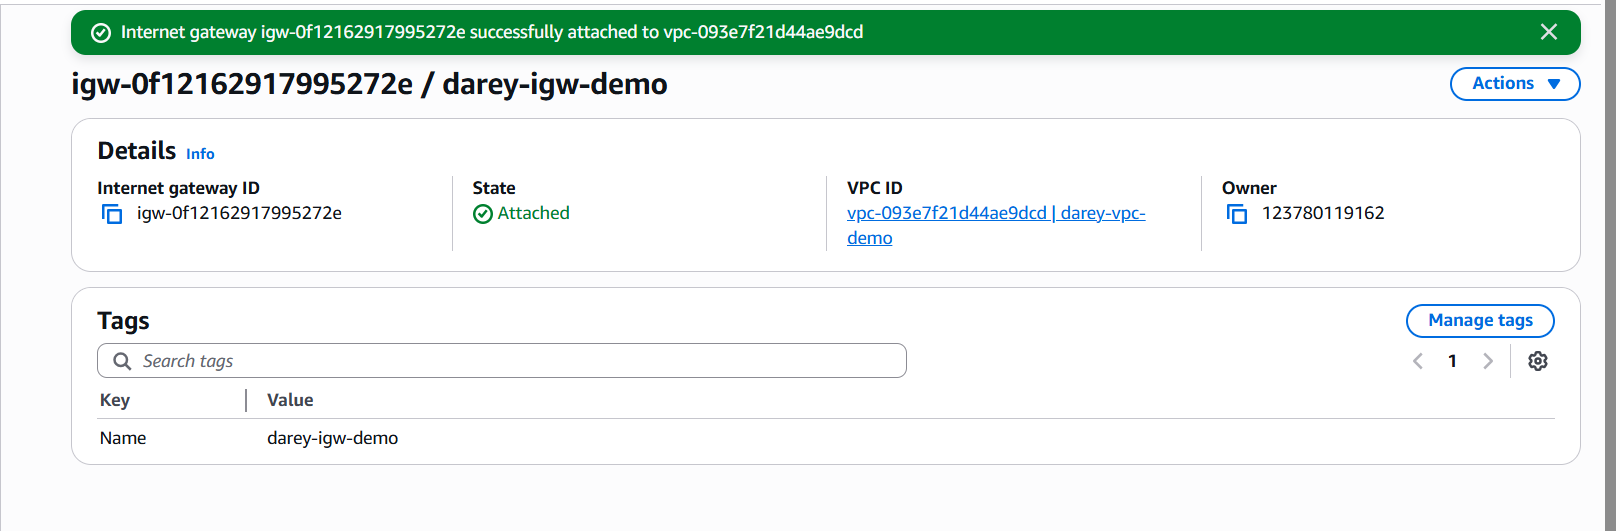 Internet gateway igw-0f12162917995272e successfully attached to vpc-093e7f21d44ae9dcd
igw-0f12162917995272e / darey-igw-demo
Actions
Details Info
Internet gateway ID
igw-0f12162917995272e
State
Attached
VPC ID
vpc-093e7f21d44ae9dcd | darey-vpc-
demo
Owner
123780119162
Tags
Manage tags
Search tags
1
Key Value
Name darey-igw-demo